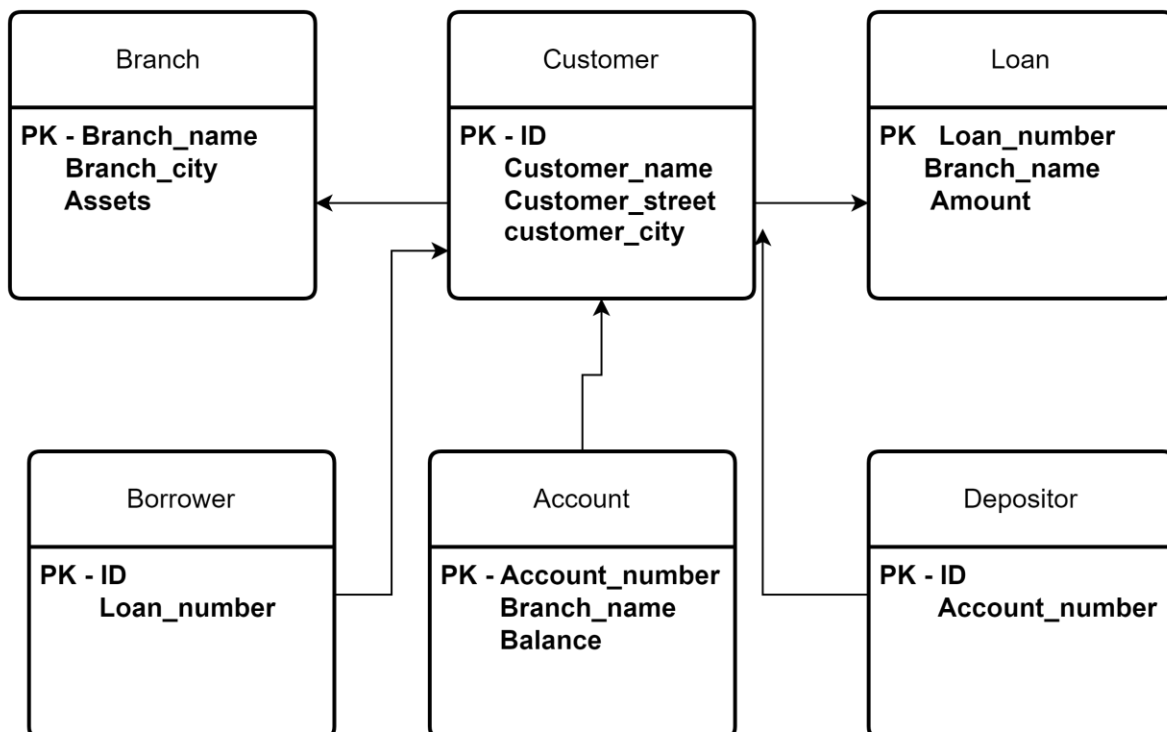 Branch
PK - Branch_name
Branch_city
Assets
Customer
PK - ID
Customer_name
Customer_street
customer_city
Loan
PK Loan_number
Branch_name
Amount
Borrower
PK - ID
Loan_number
Account
PK - Account_number
Branch_name
Balance
Depositor
PK - ID
Account_number